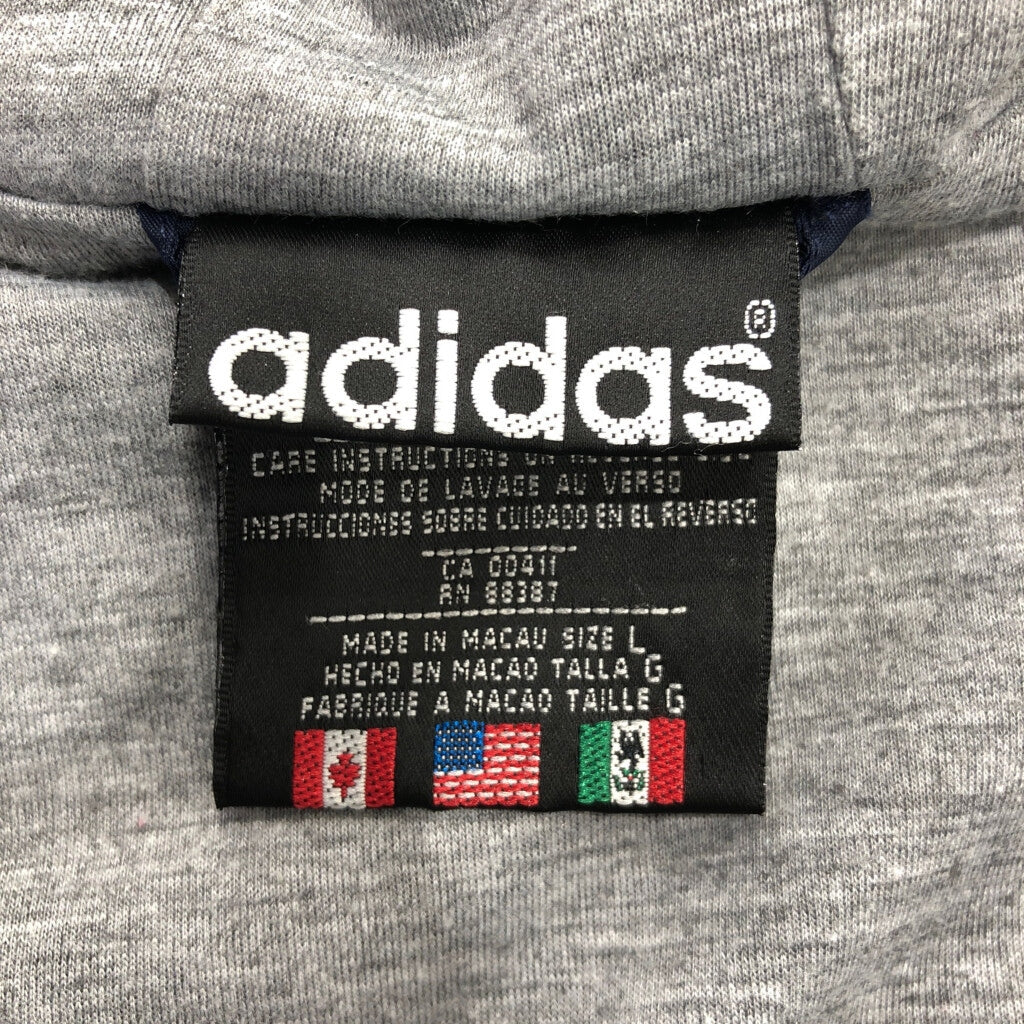 adidas®
CARE INSTRUCTIONS ON
MODE DE LAVAGE AU VERSO
INSTRUCCIONES SOBRE CUIDADO EN EL REVERSO
CA 00411
RN 88387
MADE IN MACAU SIZE L
HECHO EN MACAO TALLA G
FABRIQUE A MACAO TAILLE G